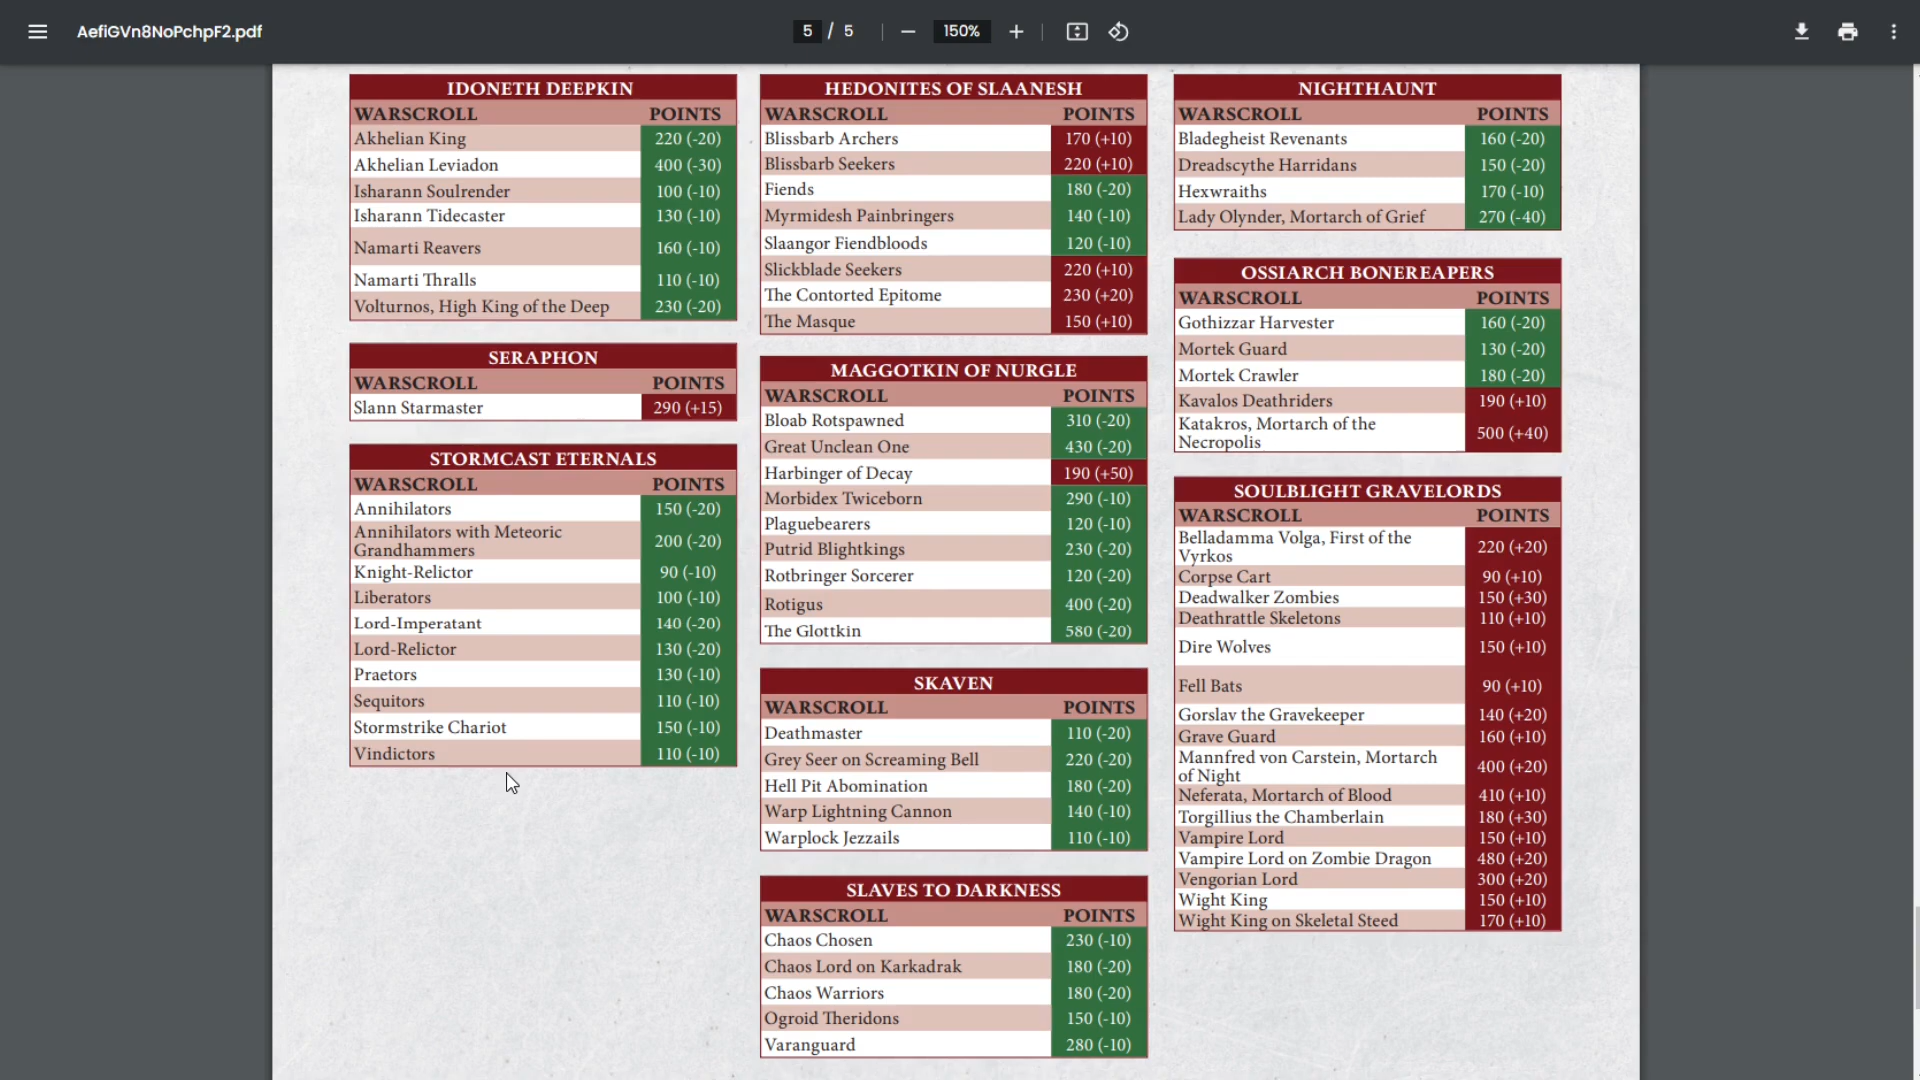 AefiGVn8NoPchpF2.pdf
5 / 5
150%
IDONETH DEEPKIN
WARSCROLL POINTS
Akhelian King 220 (-20)
Akhelian Leviadon 400 (-30)
Isharann Soulrender 100 (-10)
Isharann Tidecaster 130 (-10)
Namarti Reavers 160 (-10)
Namarti Thralls 110 (-10)
Volturnos, High King of the Deep 230 (-20)
SERAPHON
WARSCROLL POINTS
Slann Starmaster 290 (+15)
STORMCAST ETERNALS
WARSCROLL POINTS
Annihilators 150 (-20)
Annihilators with Meteoric
Grandhammers 200 (-20)
Knight-Relictor 90 (-10)
Liberators 100 (-10)
Lord-Imperatant 140 (-20)
Lord-Relictor 130 (-20)
Praetors 130 (-10)
Sequitors 110 (-10)
Stormstrike Chariot 150 (-10)
Vindictors 110 (-10)
HEDONITES OF SLAANESH
WARSCROLL POINTS
Blissbarb Archers 170 (+10)
Blissbarb Seekers 220 (+10)
Fiends 180 (-20)
Myrmidesh Painbringers 140 (-10)
Slaangor Fiendbloods 120 (-10)
Slickblade Seekers 220 (+10)
The Contorted Epitome 230 (+20)
The Masque 150 (+10)
MAGGOTKIN OF NURGLE
WARSCROLL POINTS
Bloab Rotspawned 310 (-20)
Great Unclean One 430 (-20)
Harbinger of Decay 190 (+50)
Morbidex Twiceborn 290 (-10)
Plaguebearers 120 (-10)
Putrid Blightkings 230 (-20)
Rotbringer Sorcerer 120 (-20)
Rotigus 400 (-20)
The Glottkin 580 (-20)
SKAVEN
WARSCROLL POINTS
Deathmaster 110 (-20)
Grey Seer on Screaming Bell 220 (-20)
Hell Pit Abomination 180 (-20)
Warp Lightning Cannon 140 (-10)
Warplock Jezzails 110 (-10)
SLAVES TO DARKNESS
WARSCROLL POINTS
Chaos Chosen 230 (-10)
Chaos Lord on Karkadrak 180 (-20)
Chaos Warriors 180 (-20)
Ogroid Theridons 150 (-10)
Varanguard 280 (-10)
NIGHTHAUNT
WARSCROLL POINTS
Bladegheist Revenants 160 (-20)
Dreadscythe Harridans 150 (-20)
Hexwraiths 170 (-10)
Lady Olynder, Mortarch of Grief 270 (-40)
OSSIARCH BONEREAPERS
WARSCROLL POINTS
Gothizzar Harvester 160 (-20)
Mortek Guard 130 (-20)
Mortek Crawler 180 (-20)
Kavalos Deathriders 190 (+10)
Katakros, Mortarch of the
Necropolis 500 (+40)
SOULBLIGHT GRAVELORDS
WARSCROLL POINTS
Belladamma Volga, First of the
Vyrkos 220 (+20)
Corpse Cart 90 (+10)
Deadwalker Zombies 150 (+30)
Deathrattle Skeletons 110 (+10)
Dire Wolves 150 (+10)
Fell Bats 90 (+10)
Gorslav the Gravekeeper 140 (+20)
Grave Guard 160 (+10)
Mannfred von Carstein, Mortarch
of Night 400 (+20)
Neferata, Mortarch of Blood 410 (+10)
Torgillius the Chamberlain 180 (+30)
Vampire Lord 150 (+10)
Vampire Lord on Zombie Dragon 480 (+20)
Vengorian Lord 300 (+20)
Wight King 150 (+10)
Wight King on Skeletal Steed 170 (+10)